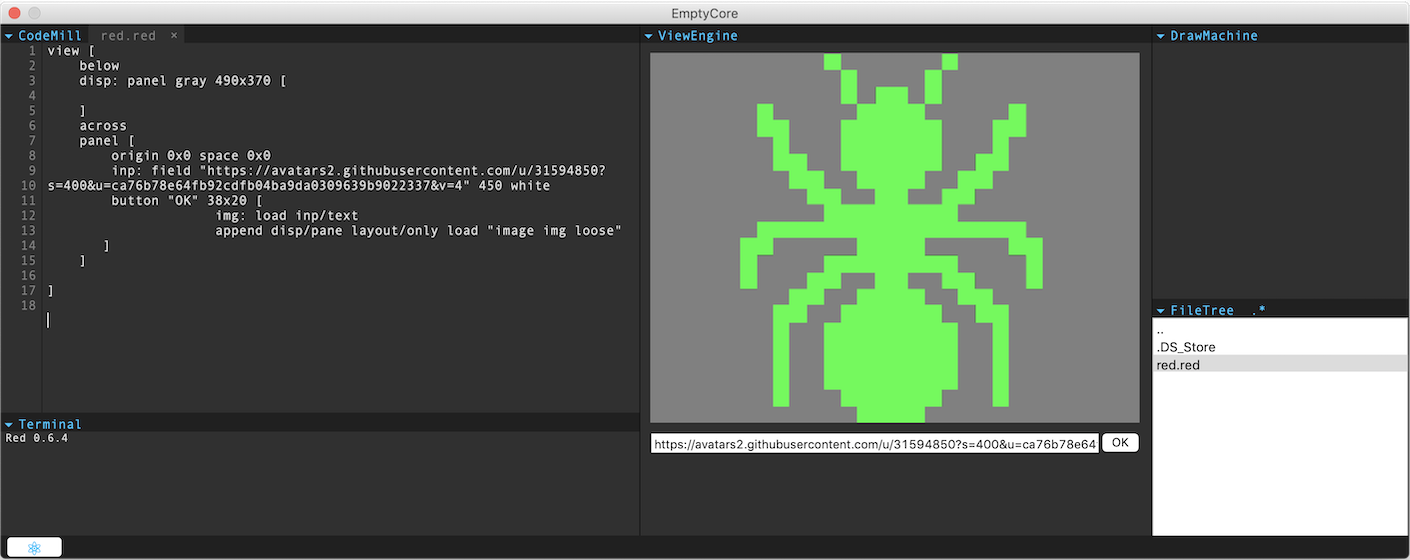 EmptyCore
CodeMill red.red ×
1 view [
2     below
3     disp: panel gray 490x370 [
4
5     ]
6     across
7     panel [
8         origin 0x0 space 0x0
9         inp: field "https://avatars2.githubusercontent.com/u/31594850?
10 s=400&u=ca76b78e64fb92cdfb04ba9da0309639b9022337&v=4" 450 white
11         button "OK" 38x20 [
12                      img: load inp/text
13                      append disp/pane layout/only load "image img loose"
14        ]
15     ]
16
17 ]
18
Terminal
Red 0.6.4
ViewEngine
https://avatars2.githubusercontent.com/u/31594850?s=400&u=ca76b78e64
OK
DrawMachine
FileTree .*
..
.DS_Store
red.red